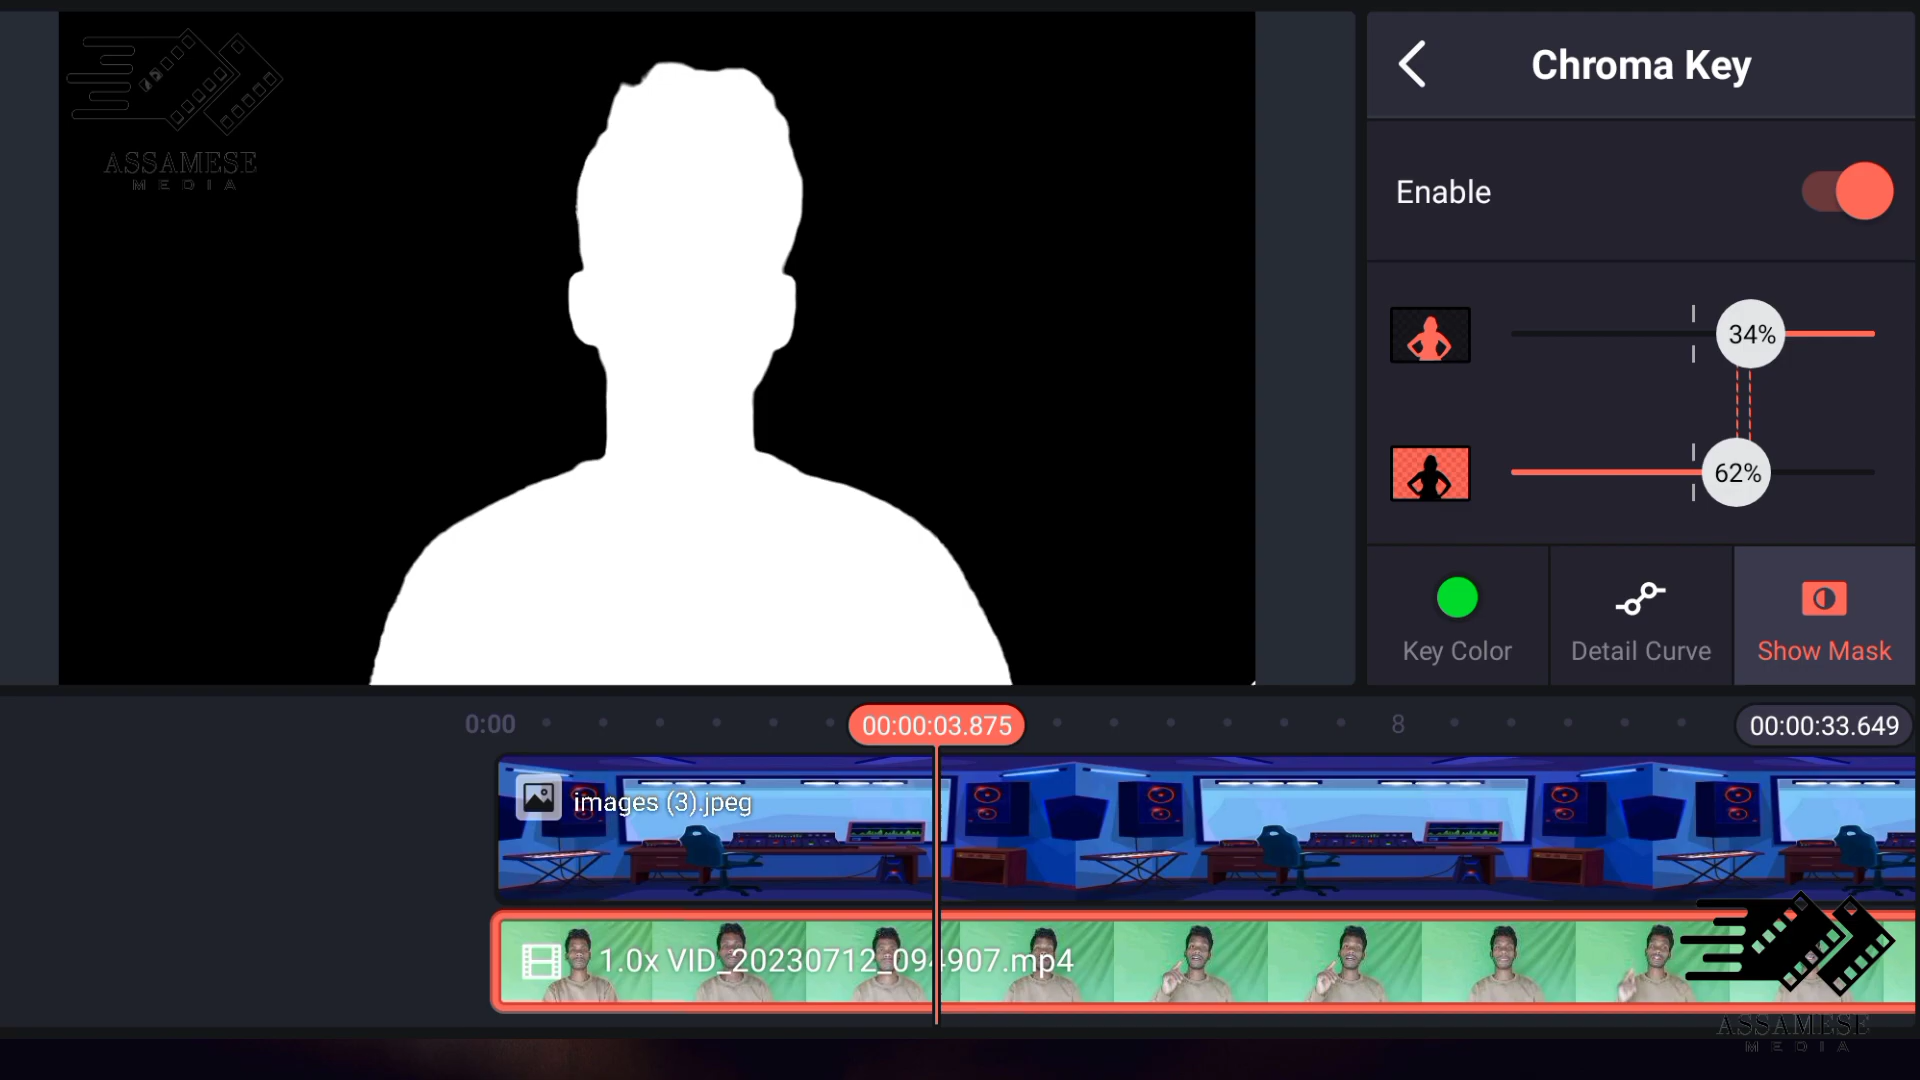 ASSAMESE
MEDIA
Chroma Key
Enable
34%
62%
Key Color
Detail Curve
Show Mask
0:00
00:00:03.875
8
00:00:33.649
images (3).jpeg
1.0x VID_20230712_094907.mp4
ASSAMESE
MEDIA